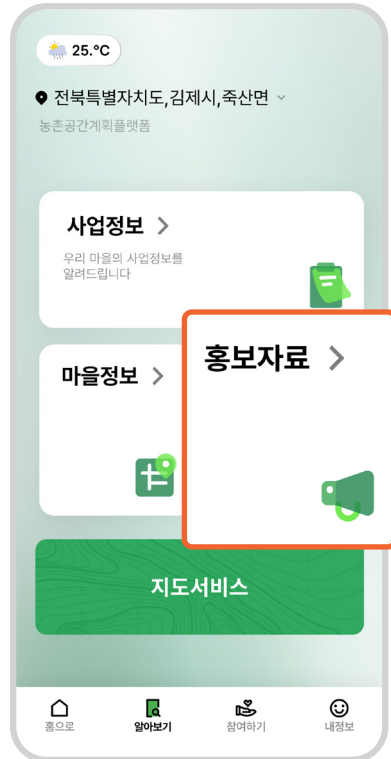 25.°C
전북특별자치도,김제시,죽산면
농촌공간계획플랫폼
사업정보
우리 마을의 사업정보를
알려드립니다
홍보자료
마을정보
지도서비스
홈으로
알아보기
참여하기
내정보